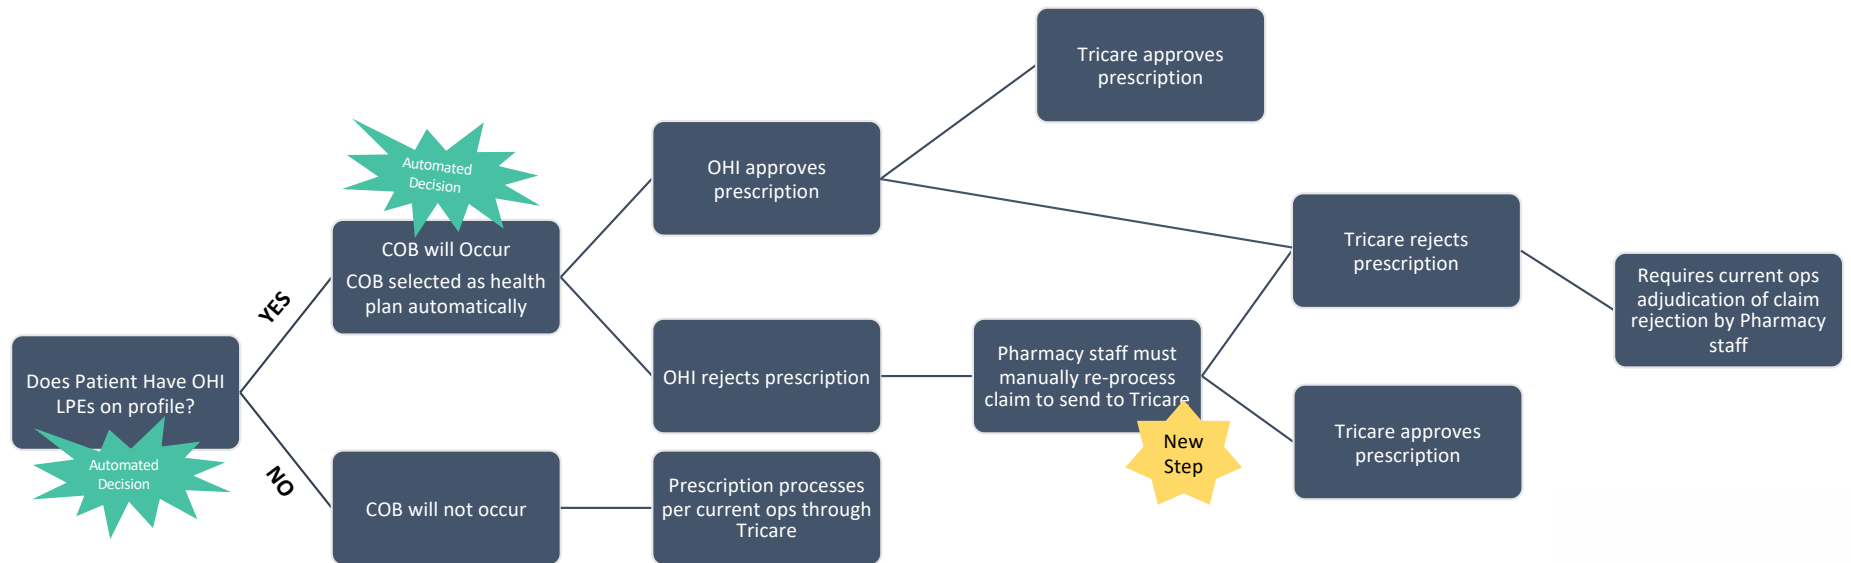 Does Patient Have OHI
LPEs on profile?
Automated
Decision
YES
NO
Automated
Decision
COB will Occur
COB selected as health
plan automatically
COB will not occur
OHI approves
prescription
OHI rejects prescription
Prescription processes
per current ops through
Tricare
Tricare approves
prescription
Pharmacy staff must
manually re-process
claim to send to Tricare
New
Step
Tricare rejects
prescription
Tricare approves
prescription
Requires current ops
adjudication of claim
rejection by Pharmacy
staff